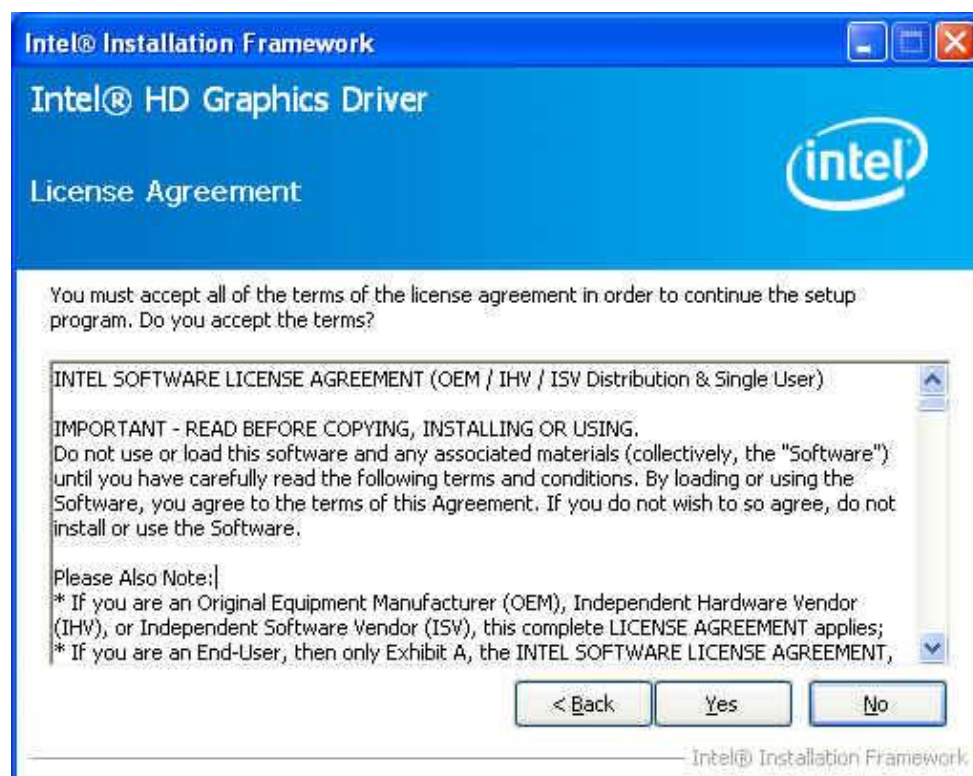 Intel® Installation Framework
Intel® HD Graphics Driver
intel
License Agreement
You must accept all of the terms of the license agreement in order to continue the setup
program. Do you accept the terms?
INTEL SOFTWARE LICENSE AGREEMENT (OEM / IHV / ISV Distribution & Single User)
IMPORTANT - READ BEFORE COPYING, INSTALLING OR USING.
Do not use or load this software and any associated materials (collectively, the "Software")
until you have carefully read the following terms and conditions. By loading or using the
Software, you agree to the terms of this Agreement. If you do not wish to so agree, do not
install or use the Software.
Please Also Note:
* If you are an Original Equipment Manufacturer (OEM), Independent Hardware Vendor
(IHV), or Independent Software Vendor (ISV), this complete LICENSE AGREEMENT applies;
* If you are an End-User, then only Exhibit A, the INTEL SOFTWARE LICENSE AGREEMENT,
< Back Yes No
Intel® Installation Framework